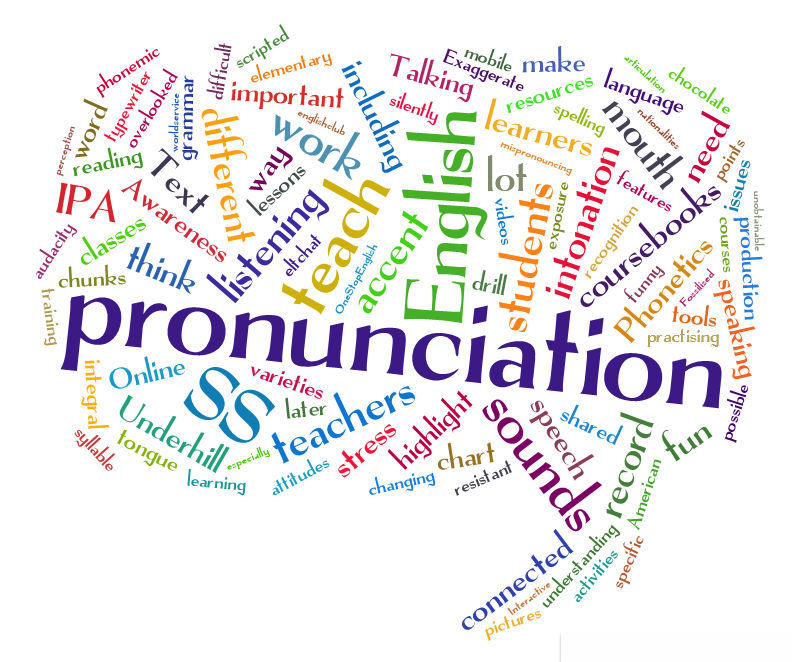 phonemic
scripted
difficult
elementary
including
Talking
Exaggerate
mobile
make
articulation
chocolate
language
resources
typewriter
overlooked
worldservice
grammar
word
perception
reading
important
englishclub
different
work
silently
learners
spelling
mispronouncing
nationalities
mouth
need
points
IPA
Text
Awareness
way
lessons
teach
English
lot
students
exposure
intonation
features
recognition
coursebooks
issues
unobtainable
audacity
classes
chunks
think
listening
eltchat
OneStopEnglish
accent
videos
drill
funny
Phonetics
Fossilized
courses
production
training
tools
practising
speaking
pronunciation
integral
Online
SS
varieties
later
teachers
stress
highlight
sounds
speech
shared
record
fun
possible
syllable
tongue
Underhill
especially
learning
attitudes
changing
chart
resistant
American
connected
Interactive
understanding
activities
specific
pictures